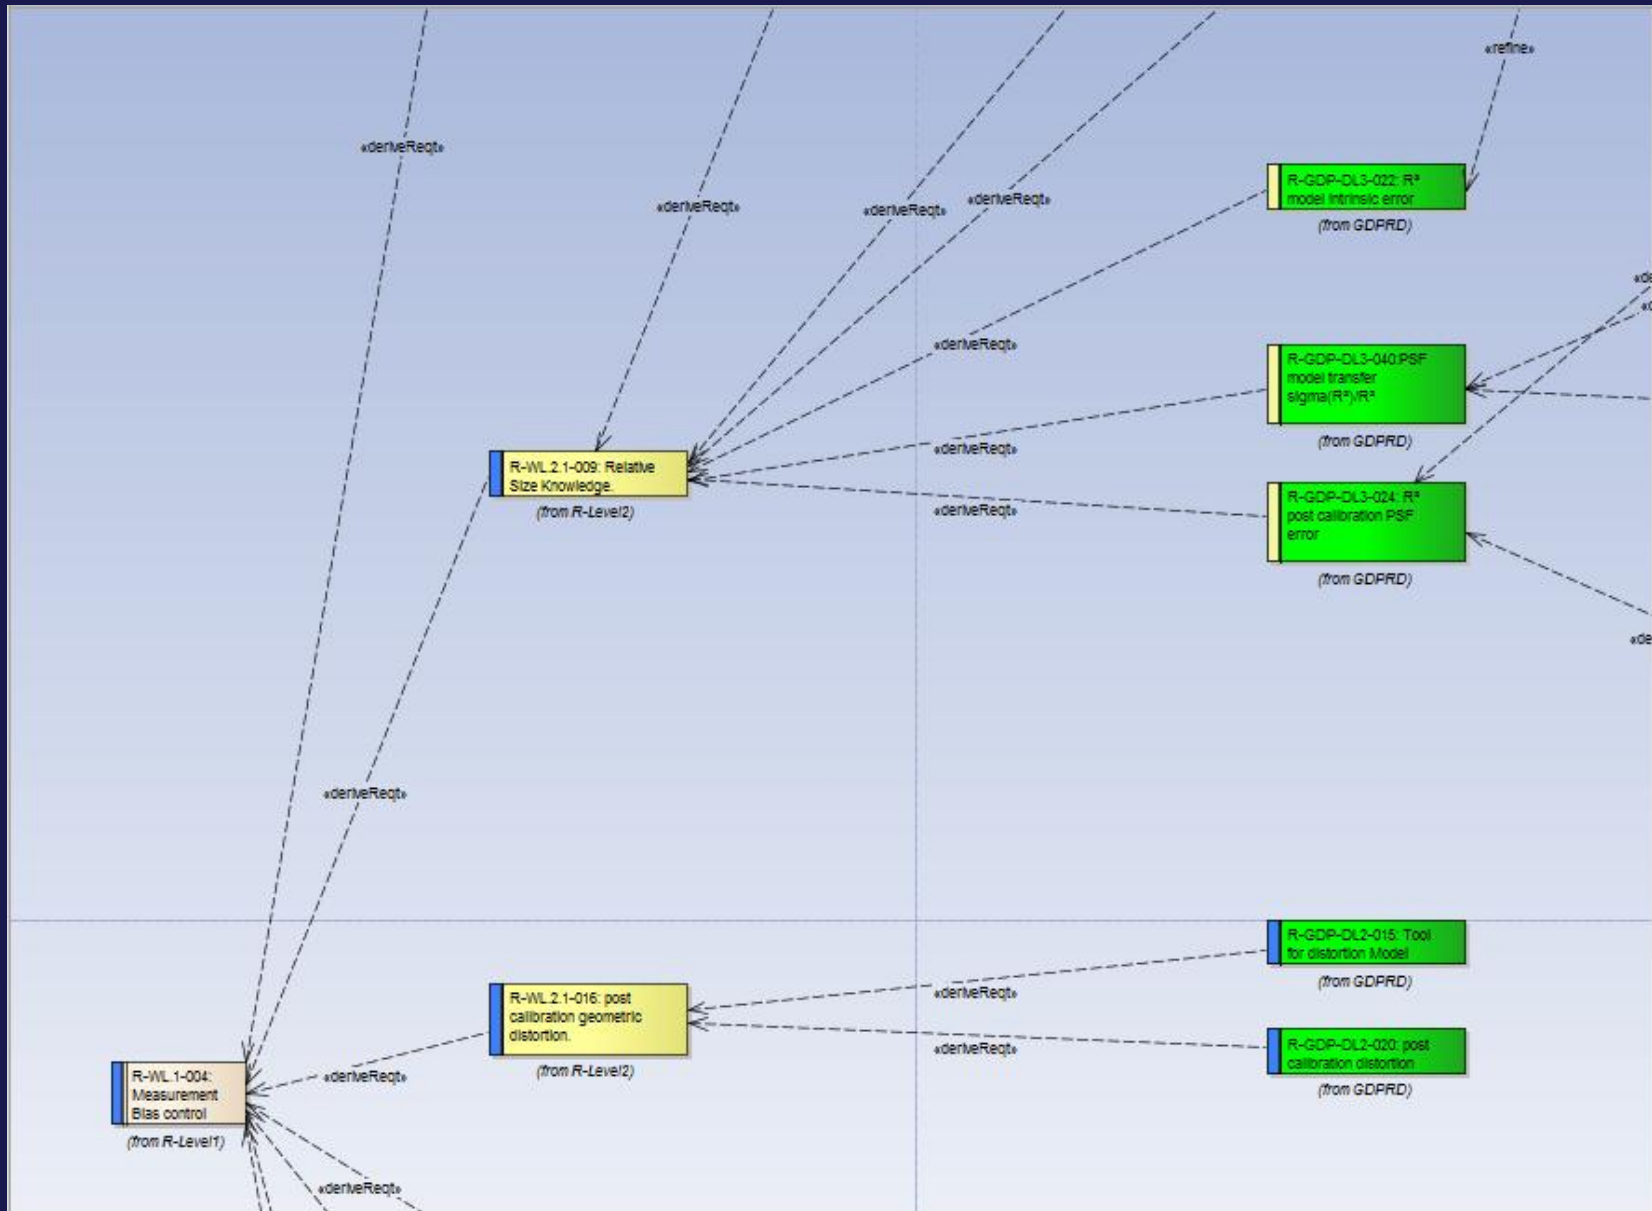 «refine»
«deriveReqt»
R-GDP-DL3-022: R²
model intrinsic error
(from GDPRD)
«deriveReqt»
«deriveReqt»
«deriveReqt»
«de
«d
«deriveReqt»
R-GDP-DL3-040:PSF
model transfer
sigma(R²)/R²
(from GDPRD)
«deriveReqt»
R-WL.2.1-009: Relative
Size Knowledge.
(from R-Level2)
R-GDP-DL3-024: R²
post calibration PSF
error
(from GDPRD)
«deriveReqt»
«de
«deriveReqt»
R-GDP-DL2-015: Tool
for distortion Model
(from GDPRD)
«deriveReqt»
R-WL.2.1-016: post
calibration geometric
distortion.
(from R-Level2)
R-GDP-DL2-020: post
calibration distortion
(from GDPRD)
«deriveReqt»
«deriveReqt»
R-WL.1-004:
Measurement
Bias control
(from R-Level1)
«deriveReqt»